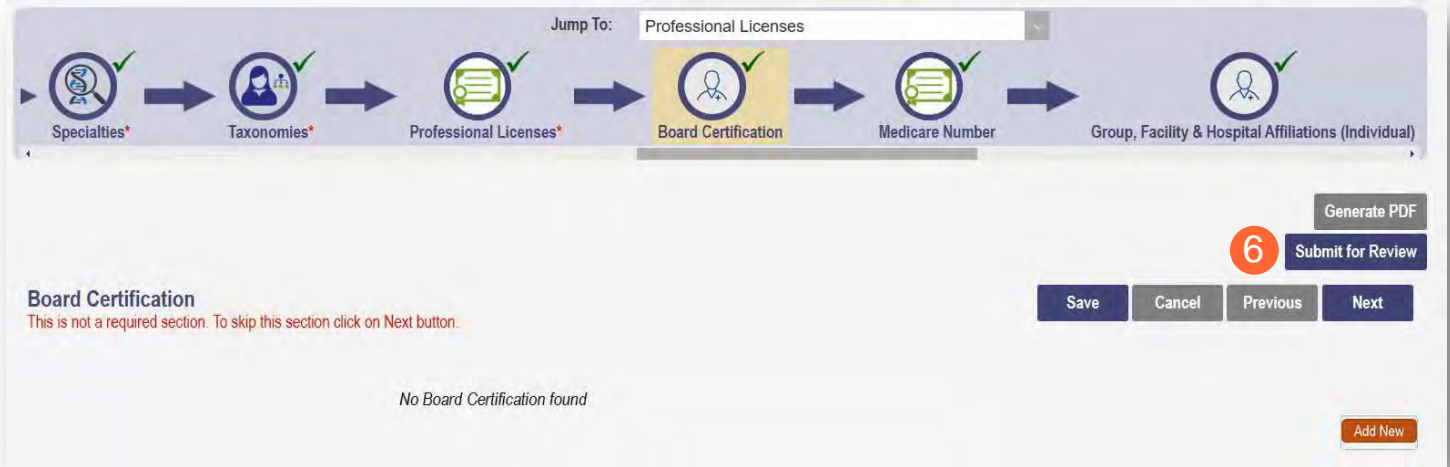 Jump To: Professional Licenses
Specialties* Taxonomies* Professional Licenses* Board Certification Medicare Number Group, Facility & Hospital Affiliations (Individual)
Generate PDF
6 Submit for Review
Board Certification
This is not a required section. To skip this section click on Next button.
Save Cancel Previous Next
No Board Certification found
Add New